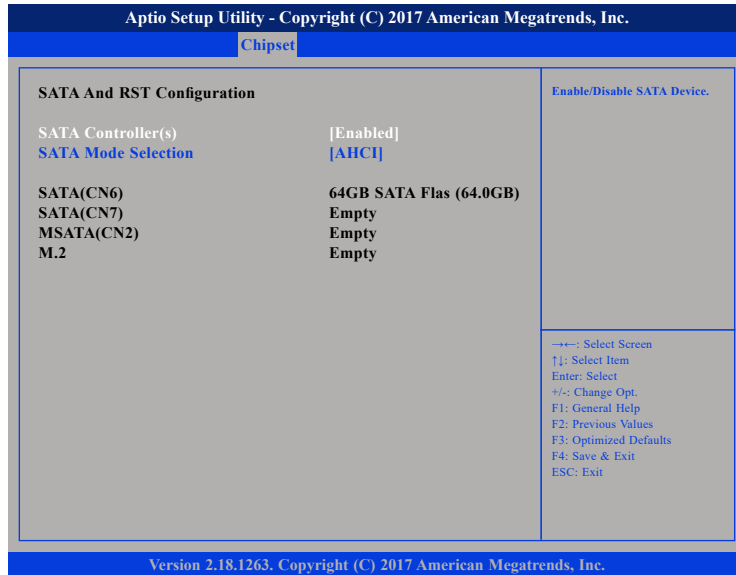 Aptio Setup Utility - Copyright (C) 2017 American Megatrends, Inc.
Chipset
SATA And RST Configuration
SATA Controller(s) [Enabled]
SATA Mode Selection [AHCI]
SATA(CN6) 64GB SATA Flas (64.0GB)
SATA(CN7) Empty
MSATA(CN2) Empty
M.2 Empty
Enable/Disable SATA Device.
→←: Select Screen
↑↓: Select Item
Enter: Select
+/-: Change Opt.
F1: General Help
F2: Previous Values
F3: Optimized Defaults
F4: Save & Exit
ESC: Exit
Version 2.18.1263. Copyright (C) 2017 American Megatrends, Inc.